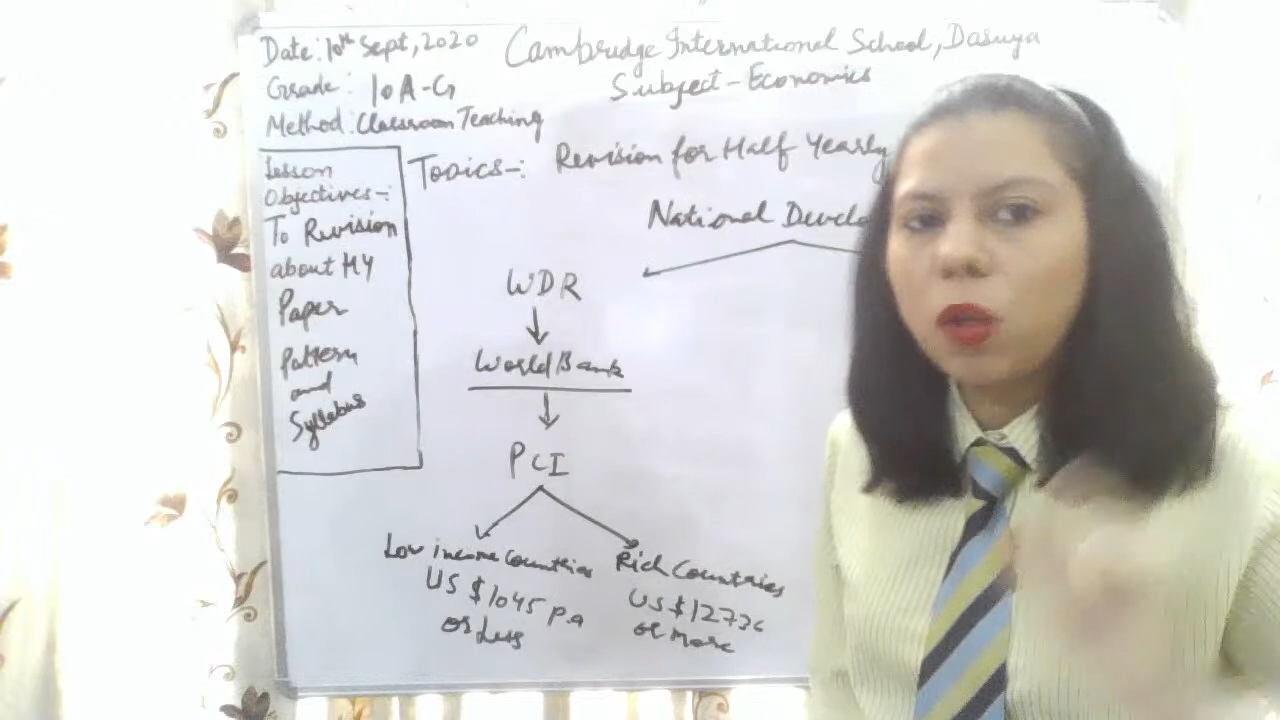 Date: 10th Sept, 2020
Grade: 10 A-G
Method: Classroom Teaching
Cambridge International School, Dasuya
Subject - Economics
Lesson
Objectives -:
To Revision
about HY
Paper
Pattern
and
Syllabus
Topics -: Revision for Half Yearly
National Develo
WDR
World Bank
PCI
Low income Countries
US $1045 p.a
or Less
Rich Countries
US $12736
or more